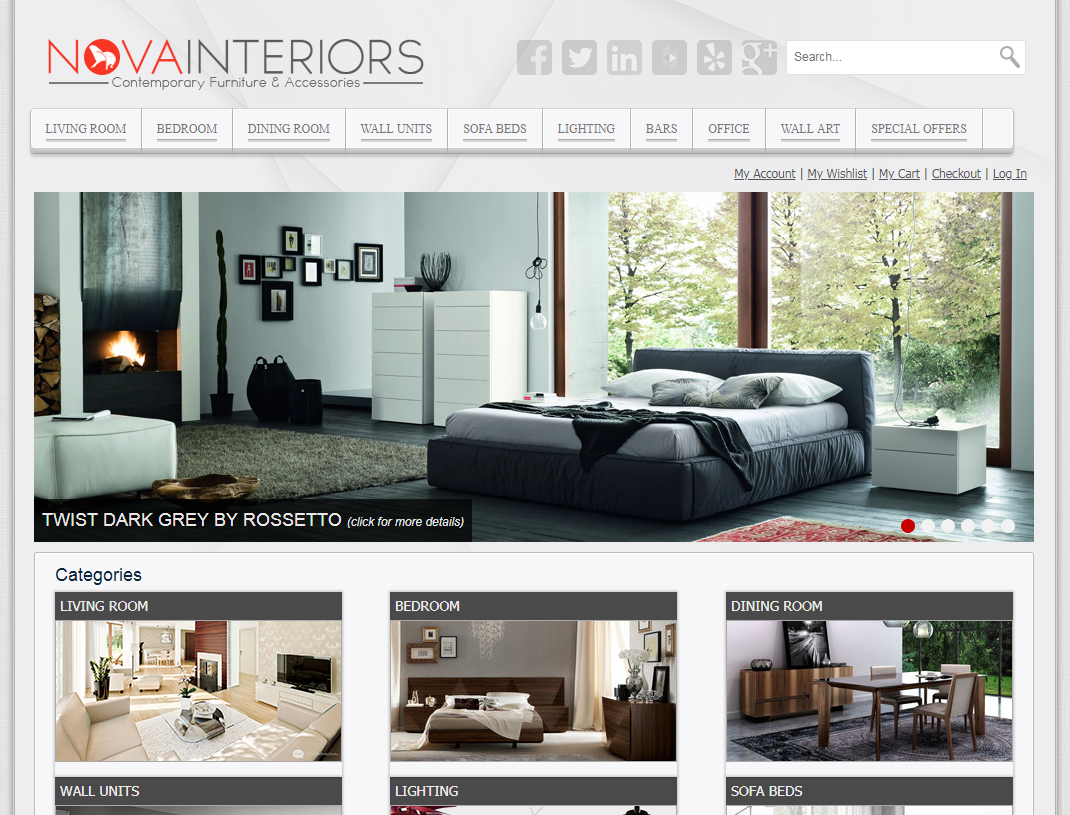 NOVAINTERIORS
Contemporary Furniture & Accessories
Search...
LIVING ROOM BEDROOM DINING ROOM WALL UNITS SOFA BEDS LIGHTING BARS OFFICE WALL ART SPECIAL OFFERS
My Account | My Wishlist | My Cart | Checkout | Log In
TWIST DARK GREY BY ROSSETTO (click for more details)
Categories
LIVING ROOM BEDROOM DINING ROOM
WALL UNITS LIGHTING SOFA BEDS